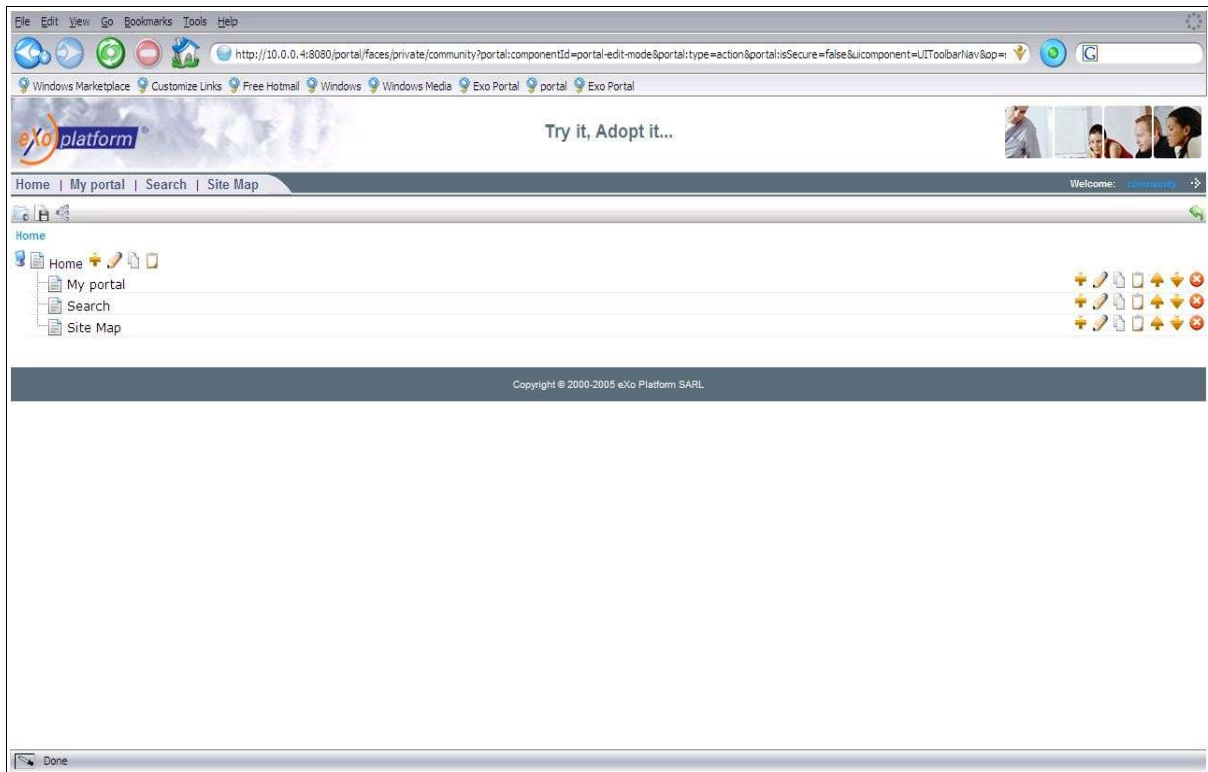 File Edit View Go Bookmarks Tools Help
http://10.0.0.4:8080/portal/faces/private/community?portal:componentId=portal-edit-mode&portal:type=action&portal:isSecure=false&uicomponent=UIToolbarNav&op=
G
Windows Marketplace Customize Links Free Hotmail Windows Windows Media Exo Portal portal Exo Portal
eXo platform ®
Try it, Adopt it...
Home | My portal | Search | Site Map
Welcome: community
Home
Home
My portal
Search
Site Map
Copyright © 2000-2005 eXo Platform SARL
Done